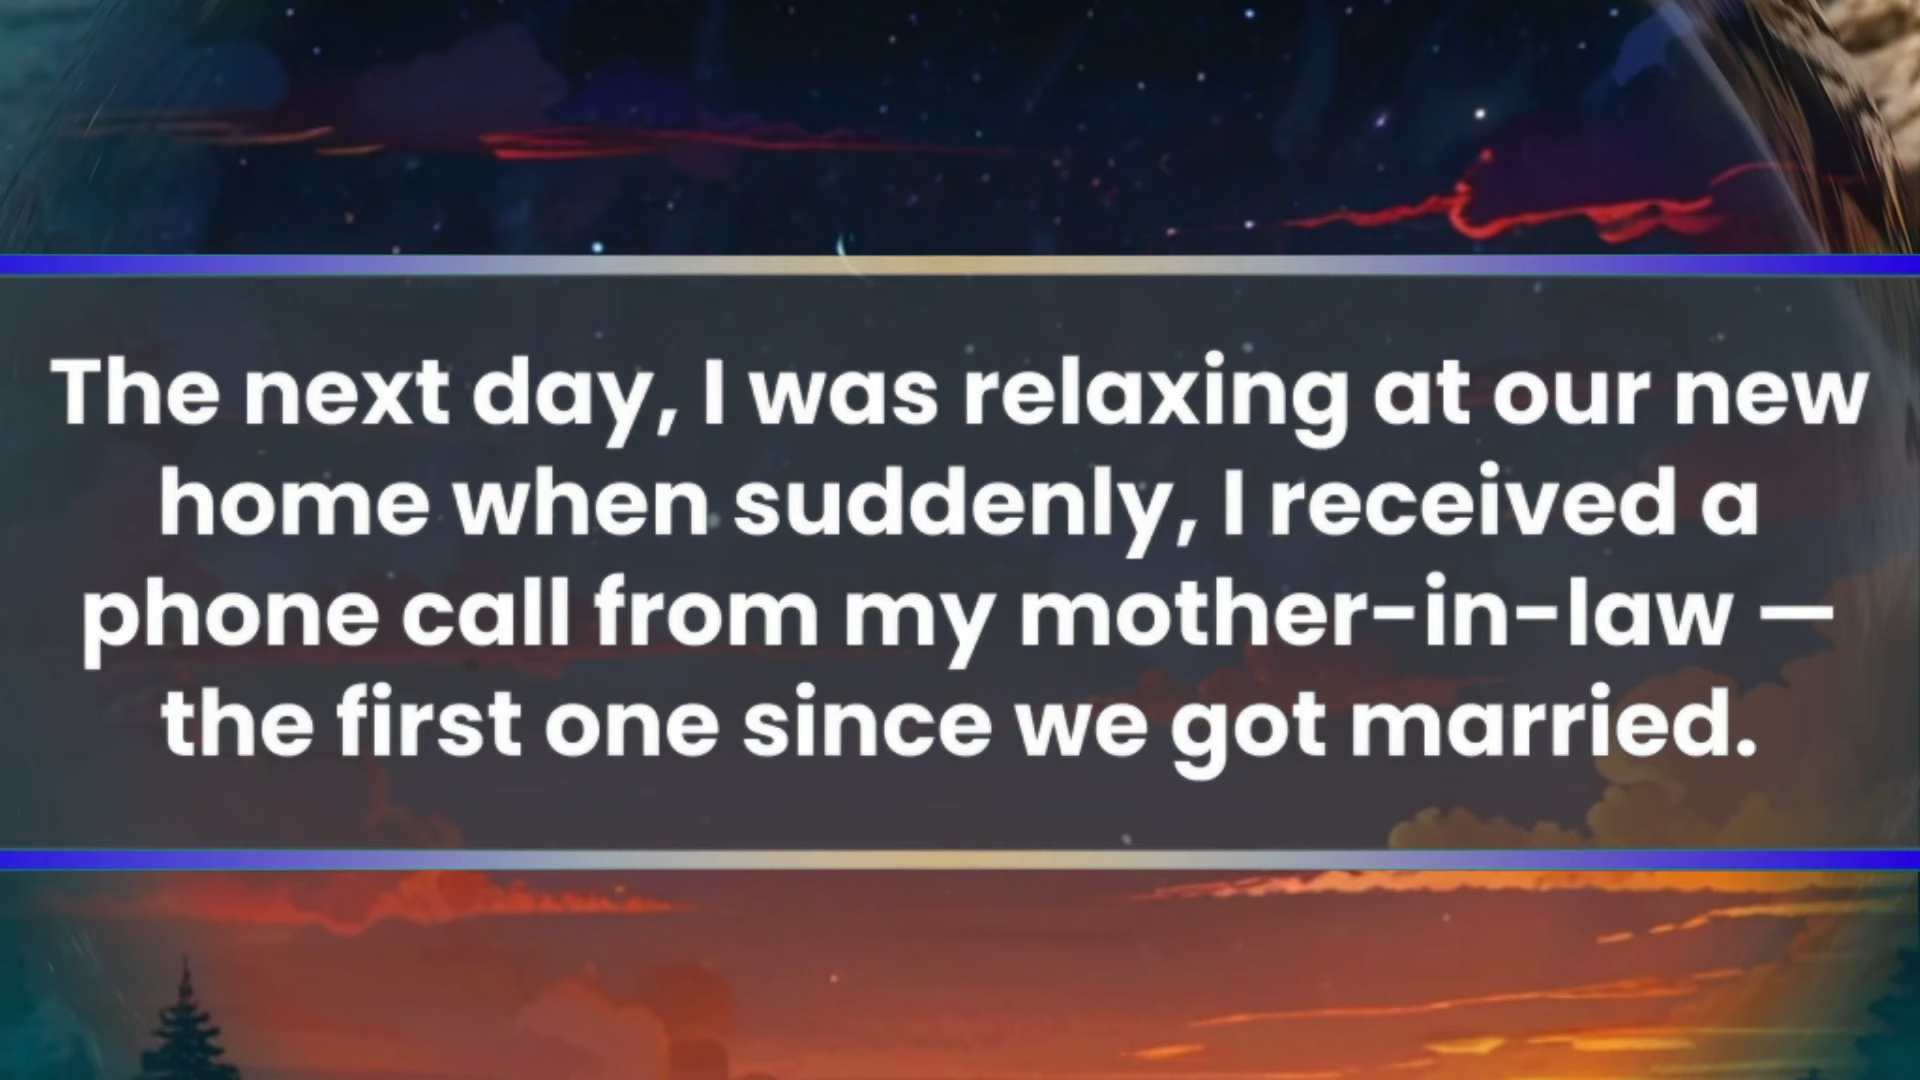 The next day, I was relaxing at our new
home when suddenly, I received a
phone call from my mother-in-law —
the first one since we got married.